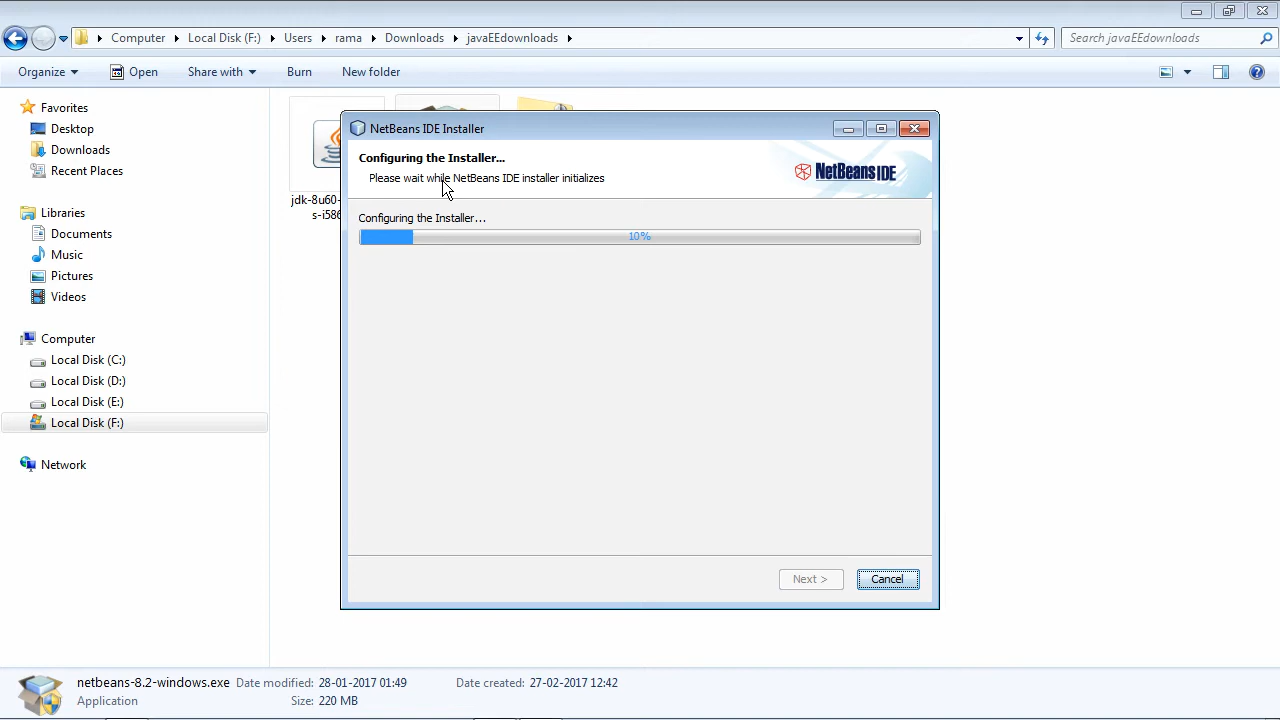 Computer
Local Disk (F:)
Users
rama
Downloads
javaEEdownloads
Search javaEEdownloads
Organize
Open
Share with
Burn
New folder
Favorites
Desktop
Downloads
Recent Places
Libraries
Documents
Music
Pictures
Videos
Computer
Local Disk (C:)
Local Disk (D:)
Local Disk (E:)
Local Disk (F:)
Network
jdk-8u60-
s-i586
NetBeans IDE Installer
Configuring the Installer...
Please wait while NetBeans IDE installer initializes
NetBeans IDE
Configuring the Installer...
10%
Next >
Cancel
netbeans-8.2-windows.exe Date modified: 28-01-2017 01:49 Date created: 27-02-2017 12:42
Application Size: 220 MB